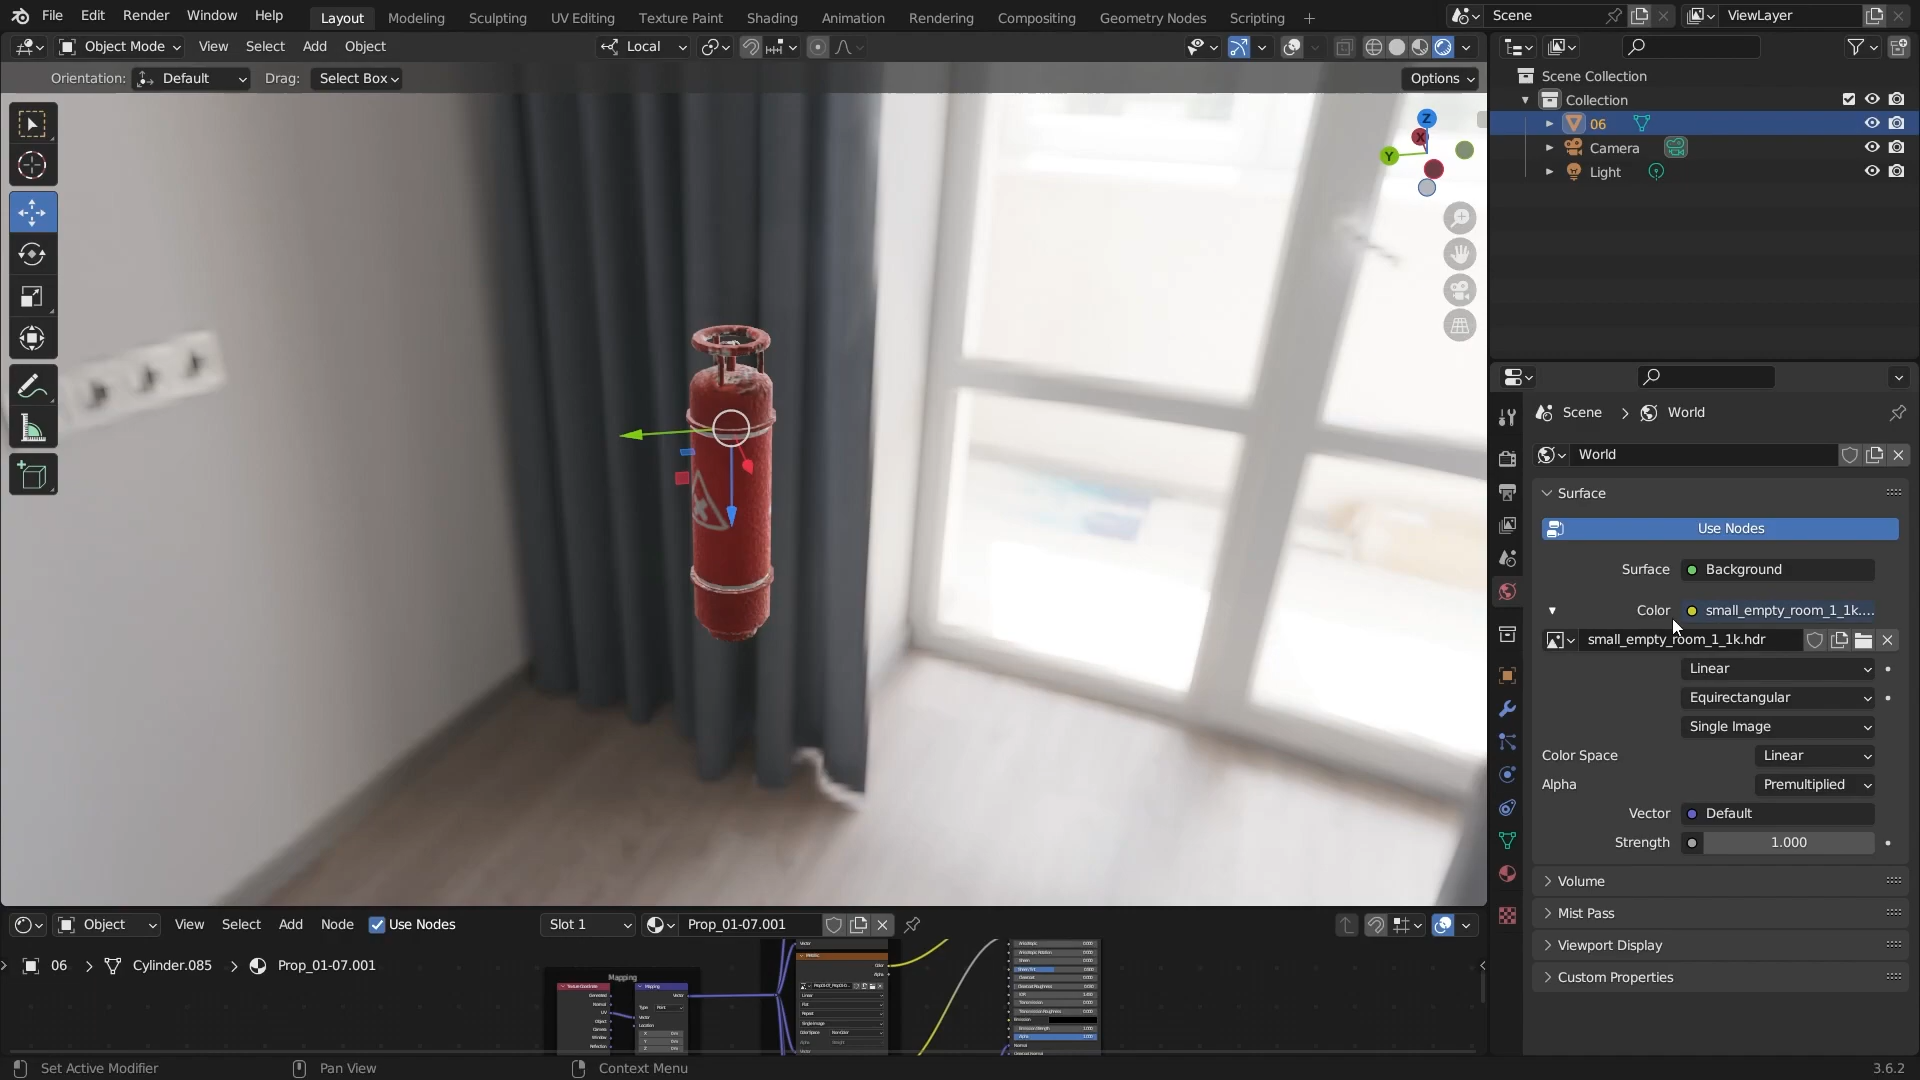 File Edit Render Window Help Layout Modeling Sculpting UV Editing Texture Paint Shading Animation Rendering Compositing Geometry Nodes Scripting Scene ViewLayer
Object Mode View Select Add Object Local
Orientation: Default Drag: Select Box Options
Z
X
Y
Scene Collection
Collection
06
Camera
Light
Scene World
World
Surface
Use Nodes
Surface Background
Color small_empty_room_1_1k....
small_empty_room_1_1k.hdr
Linear
Equirectangular
Single Image
Color Space Linear
Alpha Premultiplied
Vector Default
Strength 1.000
Volume
Mist Pass
Viewport Display
Custom Properties
Object View Select Add Node Use Nodes Slot 1 Prop_01-07.001
06 Cylinder.085 Prop_01-07.001
Mapping
Texture Coordinate
Mapping
Set Active Modifier Pan View Context Menu 3.6.2